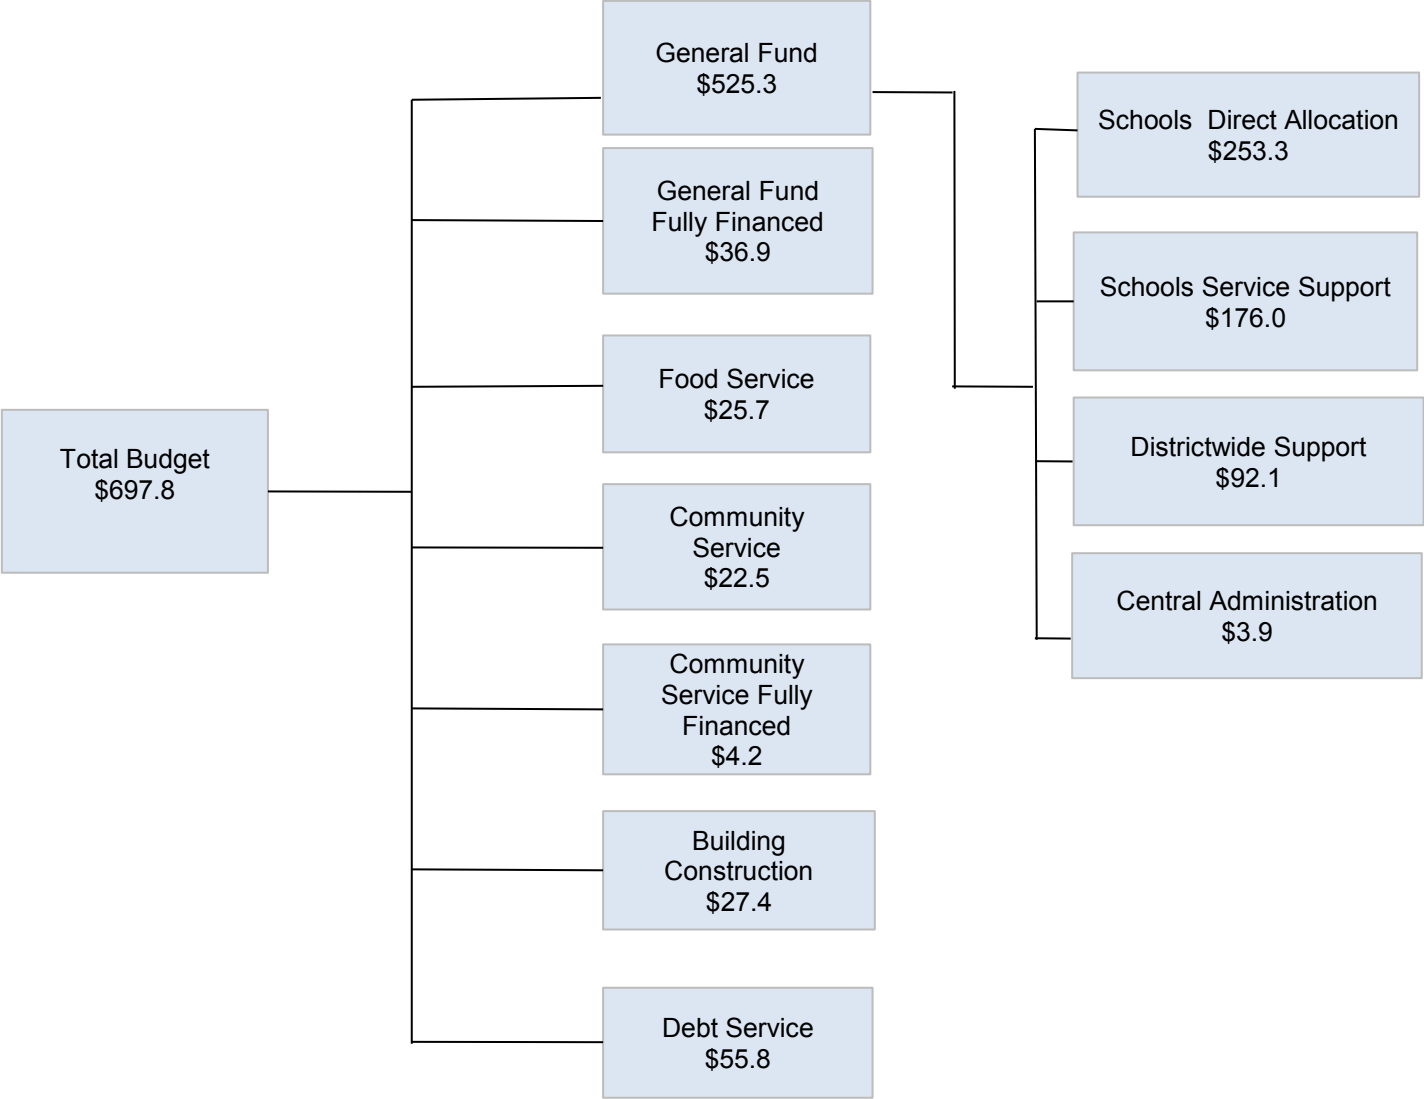 Total Budget
$697.8
General Fund
$525.3
General Fund
Fully Financed
$36.9
Food Service
$25.7
Community
Service
$22.5
Community
Service Fully
Financed
$4.2
Building
Construction
$27.4
Debt Service
$55.8
Schools  Direct Allocation
$253.3
Schools Service Support
$176.0
Districtwide Support
$92.1
Central Administration
$3.9